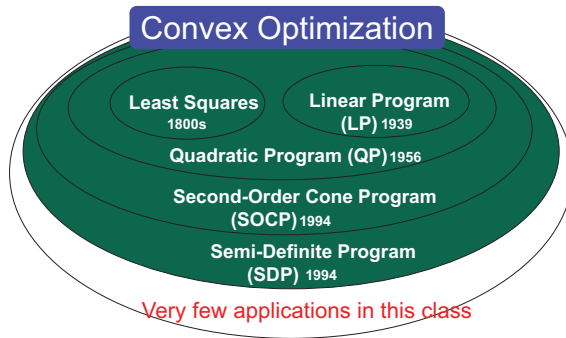 Convex Optimization
Least Squares
1800s
Linear Program
(LP) 1939
Quadratic Program (QP) 1956
Second-Order Cone Program
(SOCP) 1994
Semi-Definite Program
(SDP) 1994
Very few applications in this class